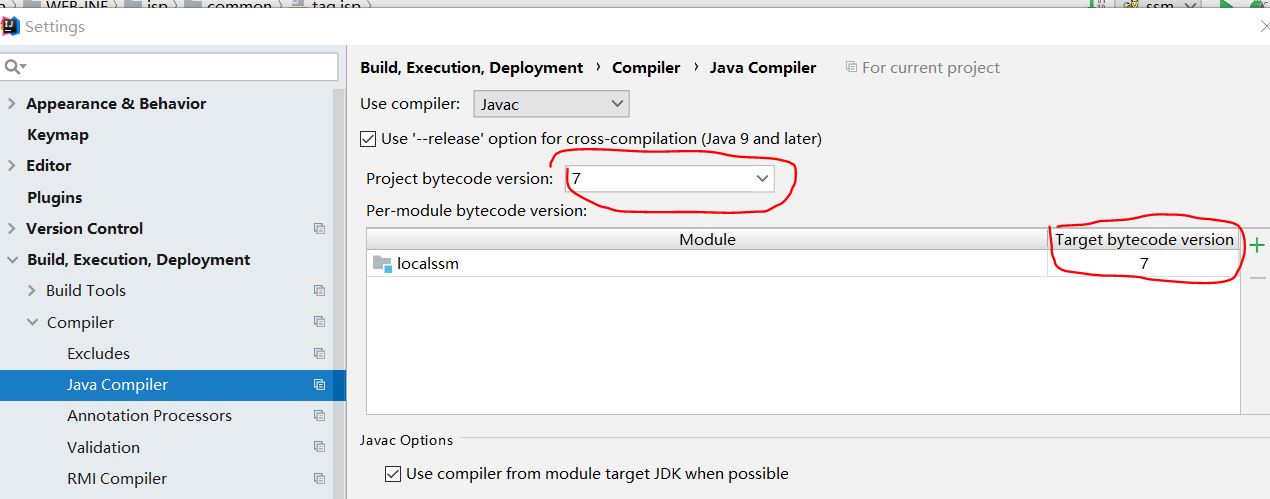 WEB-INF jsp common tag.jsp ssm
Settings
Build, Execution, Deployment › Compiler › Java Compiler For current project
Appearance & Behavior
Keymap
Editor
Plugins
Version Control
Build, Execution, Deployment
Build Tools
Compiler
Excludes
Java Compiler
Annotation Processors
Validation
RMI Compiler
Use compiler: Javac
Use '--release' option for cross-compilation (Java 9 and later)
Project bytecode version: 7
Per-module bytecode version:
Module Target bytecode version
localssm 7
Javac Options
Use compiler from module target JDK when possible